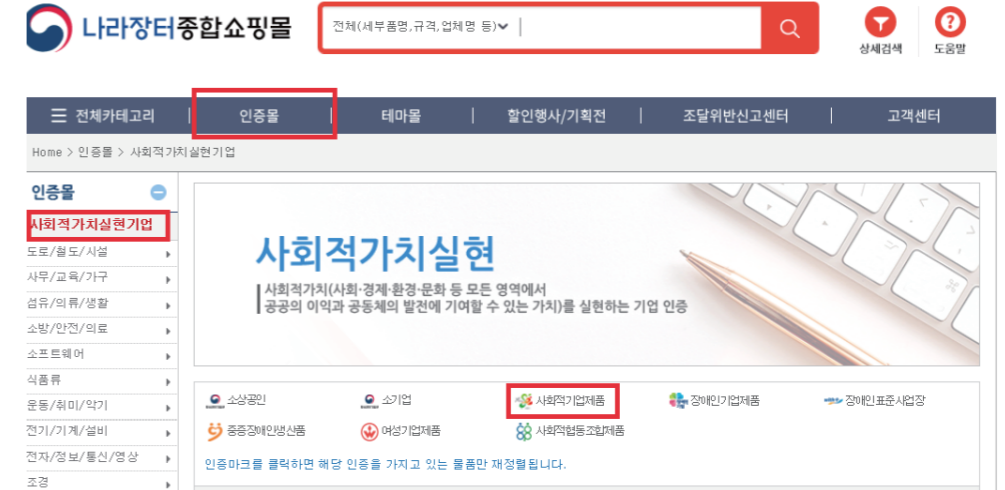 나라장터종합쇼핑몰
전체(세부품명,규격,업체명 등)
상세검색
도움말
전체카테고리
인증몰
테마몰
할인행사/기획전
조달위반신고센터
고객센터
Home > 인증몰 > 사회적가치실현기업
인증몰
사회적가치실현기업
도로/철도/시설
사무/교육/가구
섬유/의류/생활
소방/안전/의료
소프트웨어
식품류
운동/취미/악기
전기/기계/설비
전자/정보/통신/영상
조경
사회적가치실현
사회적가치(사회·경제·환경·문화 등 모든 영역에서
공공의 이익과 공동체의 발전에 기여할 수 있는 가치)를 실현하는 기업 인증
소상공인
소기업
사회적기업제품
장애인기업제품
장애인표준사업장
중증장애인생산품
여성기업제품
사회적협동조합제품
인증마크를 클릭하면 해당 인증을 가지고 있는 물품만 재정렬됩니다.